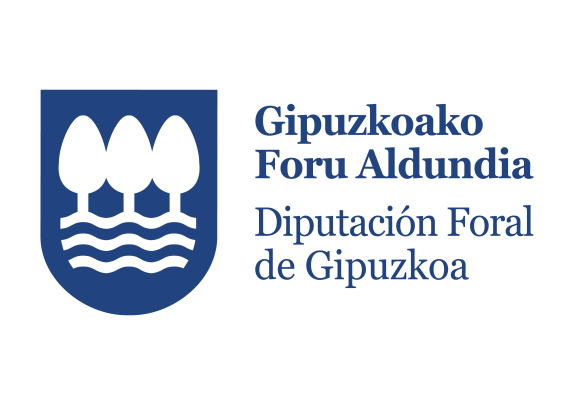 Gipuzkoako
Foru Aldundia
Diputación Foral
de Gipuzkoa